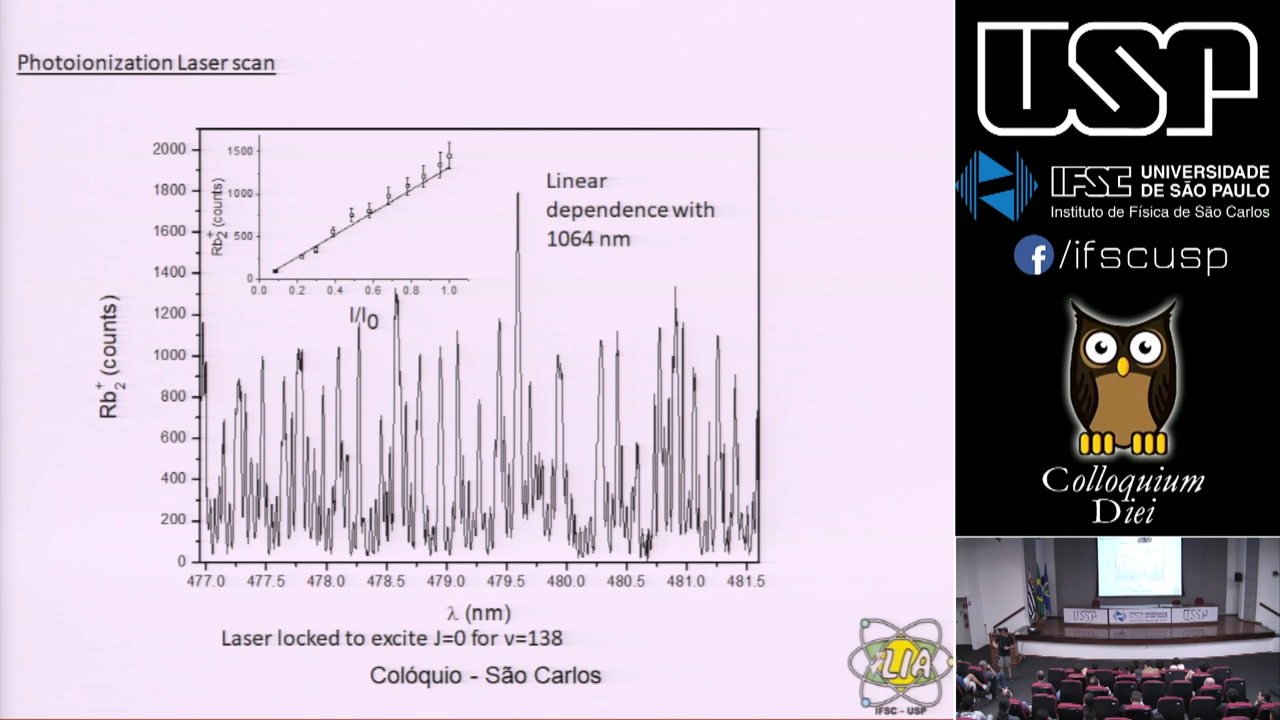 Photoionization Laser scan
2000
1800
1600
1400
1200
1000
800
600
400
200
0
Rb2+ (counts)
1500
1000
500
0
Rb2+ (counts)
0.0 0.2 0.4 0.6 0.8 1.0
I/I0
Linear
dependence with
1064 nm
477.0 477.5 478.0 478.5 479.0 479.5 480.0 480.5 481.0 481.5
λ (nm)
Laser locked to excite J=0 for v=138
Colóquio - São Carlos
LIA
IFSC - USP
USP
IFSC UNIVERSIDADE
DE SÃO PAULO
Instituto de Física de São Carlos
f /ifscusp
Colloquium
Diei
USP
USP